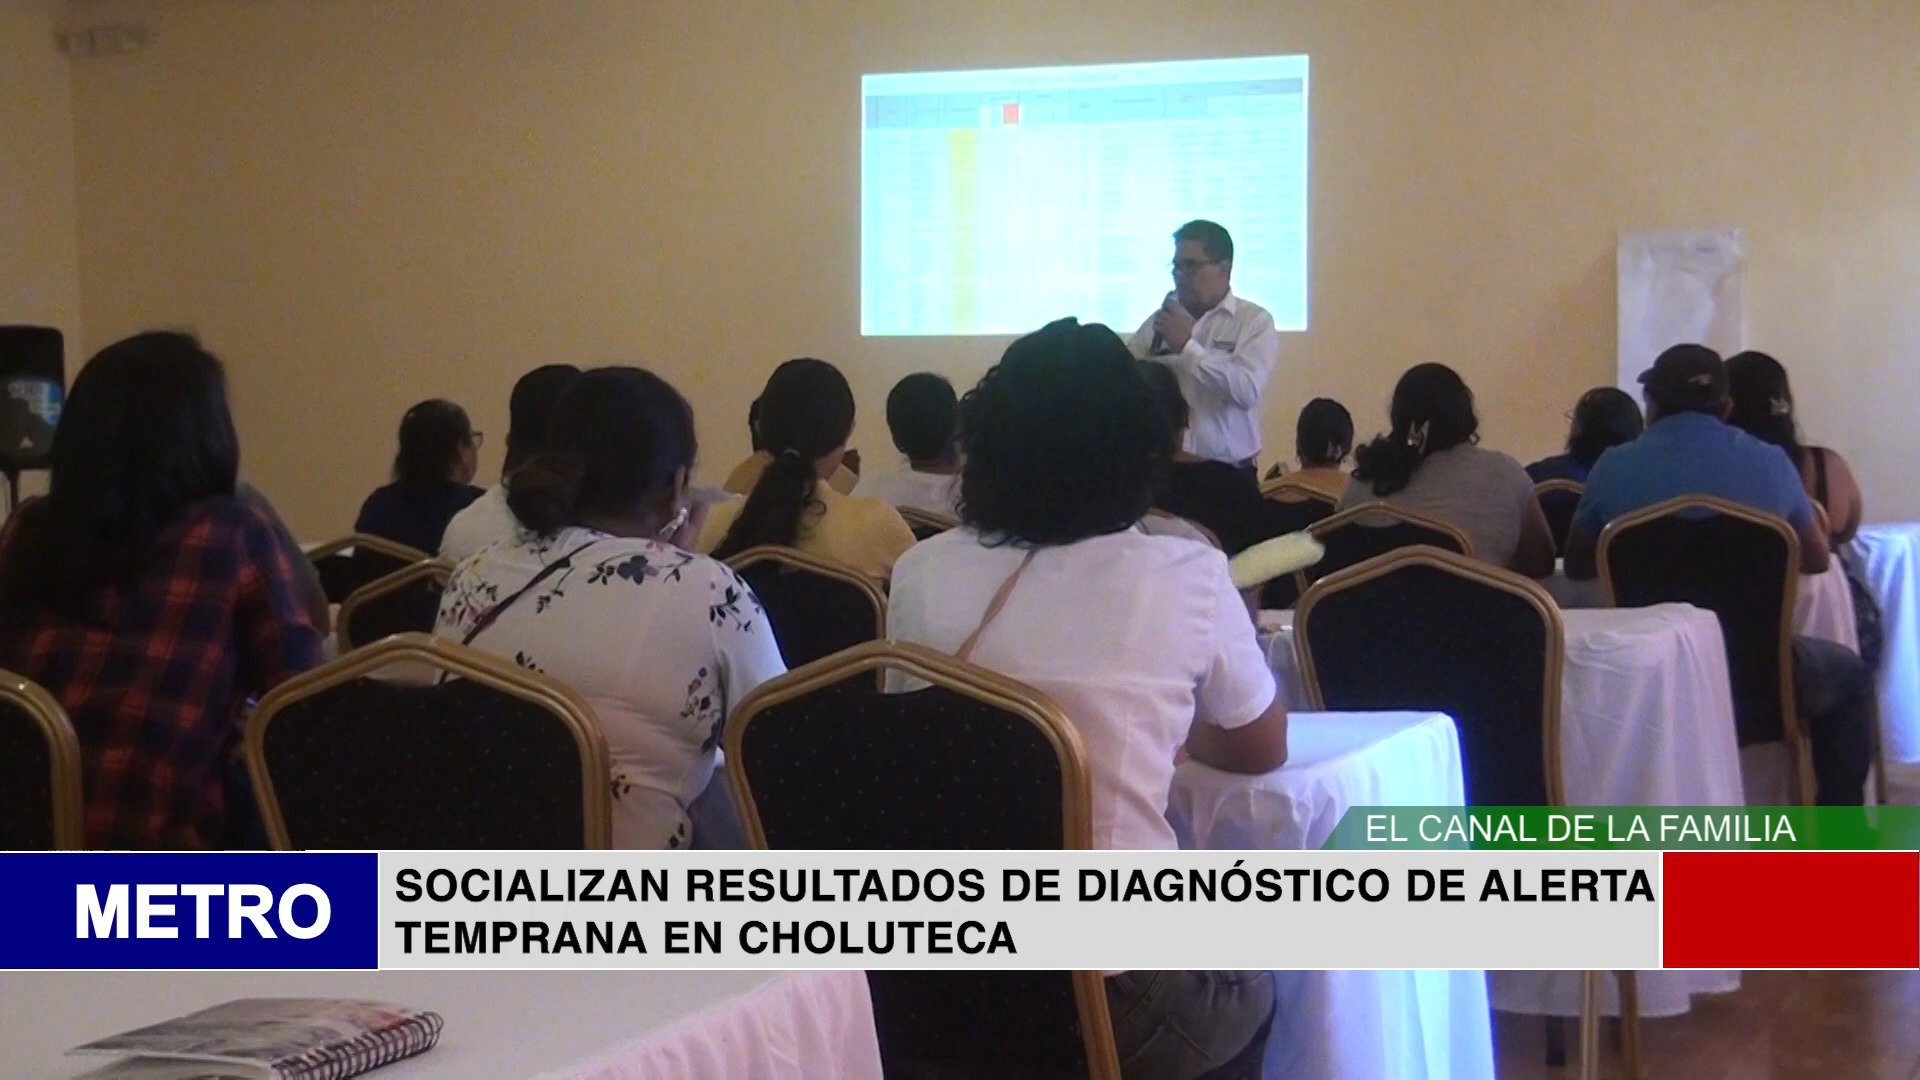 EL CANAL DE LA FAMILIA
METRO
SOCIALIZAN RESULTADOS DE DIAGNÓSTICO DE ALERTA
TEMPRANA EN CHOLUTECA